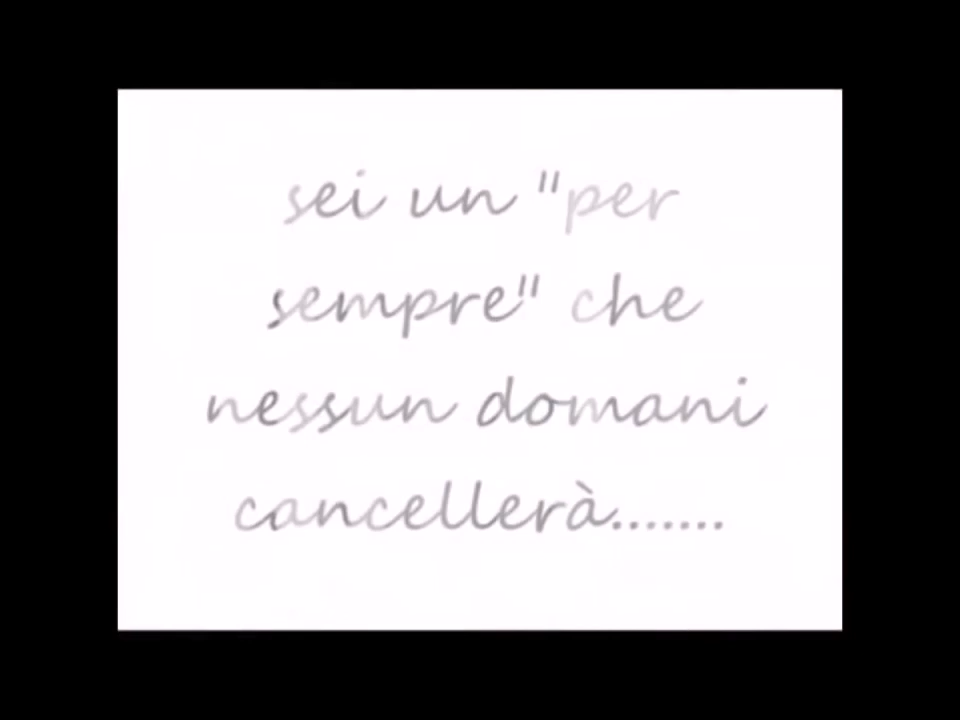 sei un "per
sempre" che
nessun domani
cancellerà.......